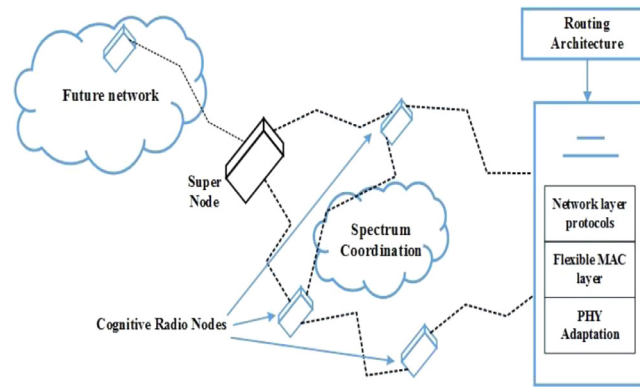 Routing
Architecture
Future network
Super
Node
Spectrum
Coordination
Network layer
protocols
Flexible MAC
layer
PHY
Adaptation
Cognitive Radio Nodes